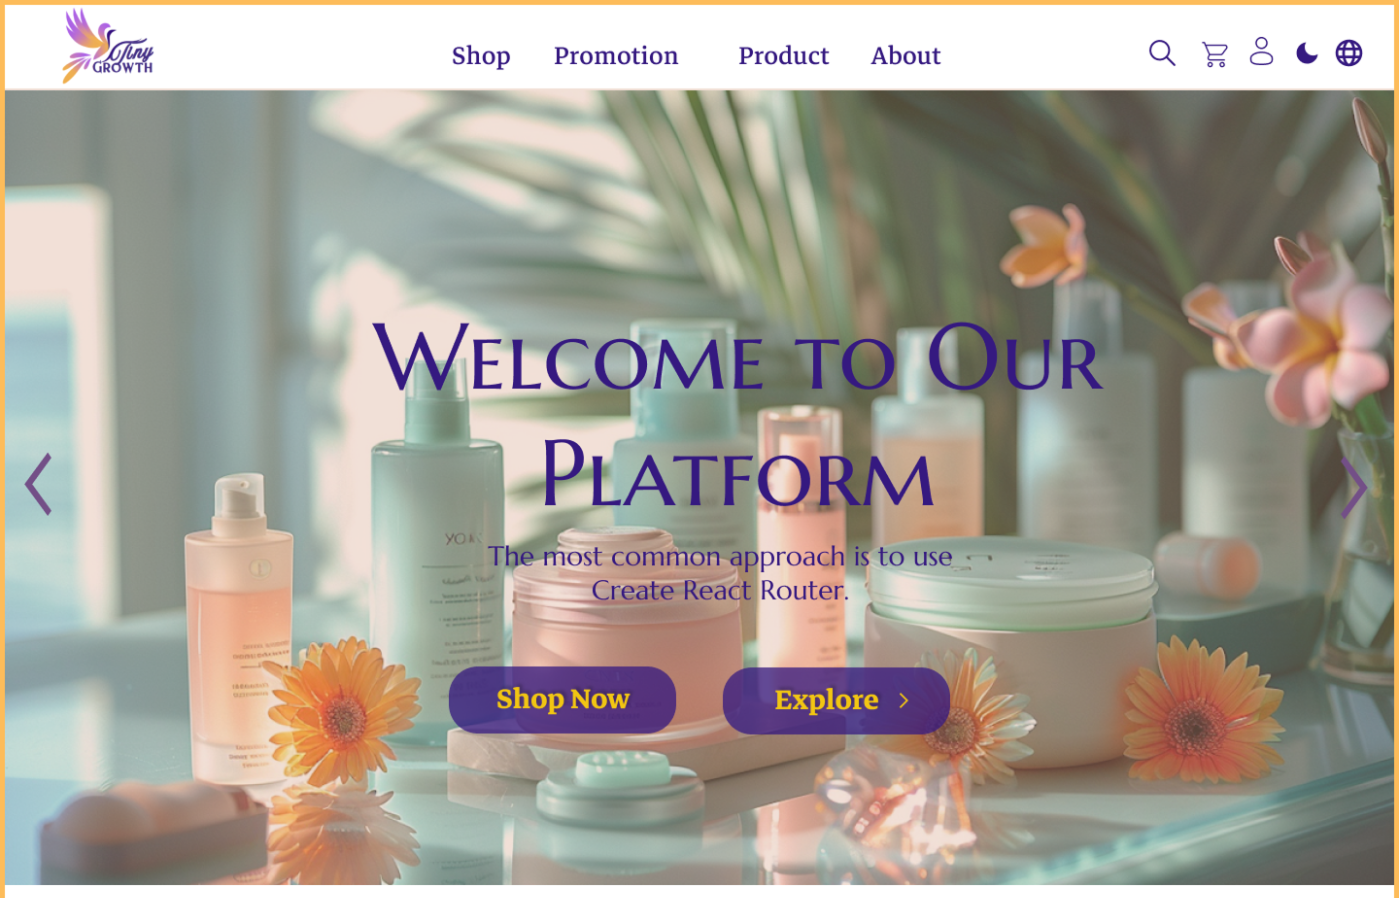 Tiny
GROWTH
Shop Promotion Product About
Welcome to Our
Platform
The most common approach is to use
Create React Router.
Shop Now
Explore